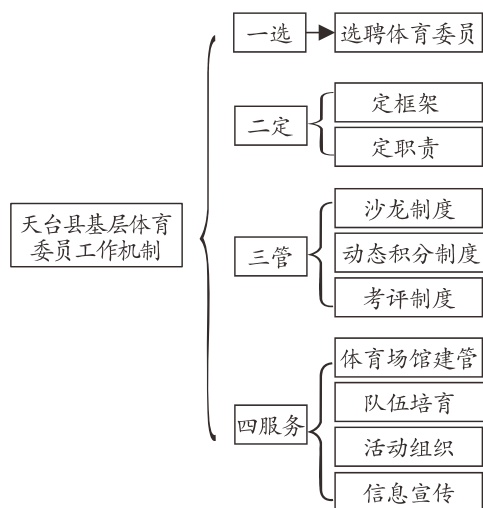 天台县基层体育
委员工作机制
一选
选聘体育委员
二定
定框架
定职责
三管
沙龙制度
动态积分制度
考评制度
四服务
体育场馆建管
队伍培育
活动组织
信息宣传